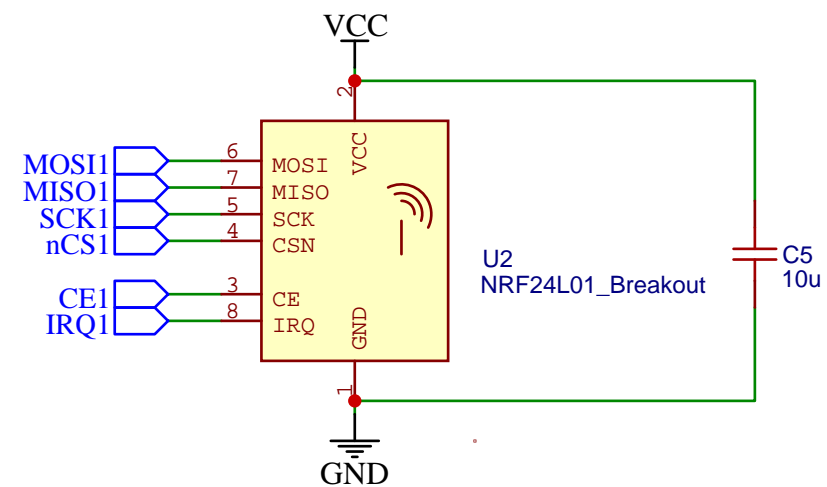 VCC
2
VCC
MOSI1 6 MOSI
MISO1 7 MISO
SCK1 5 SCK
nCS1 4 CSN
CE1 3 CE
IRQ1 8 IRQ
GND
1
GND
U2
NRF24L01_Breakout
C5
10u